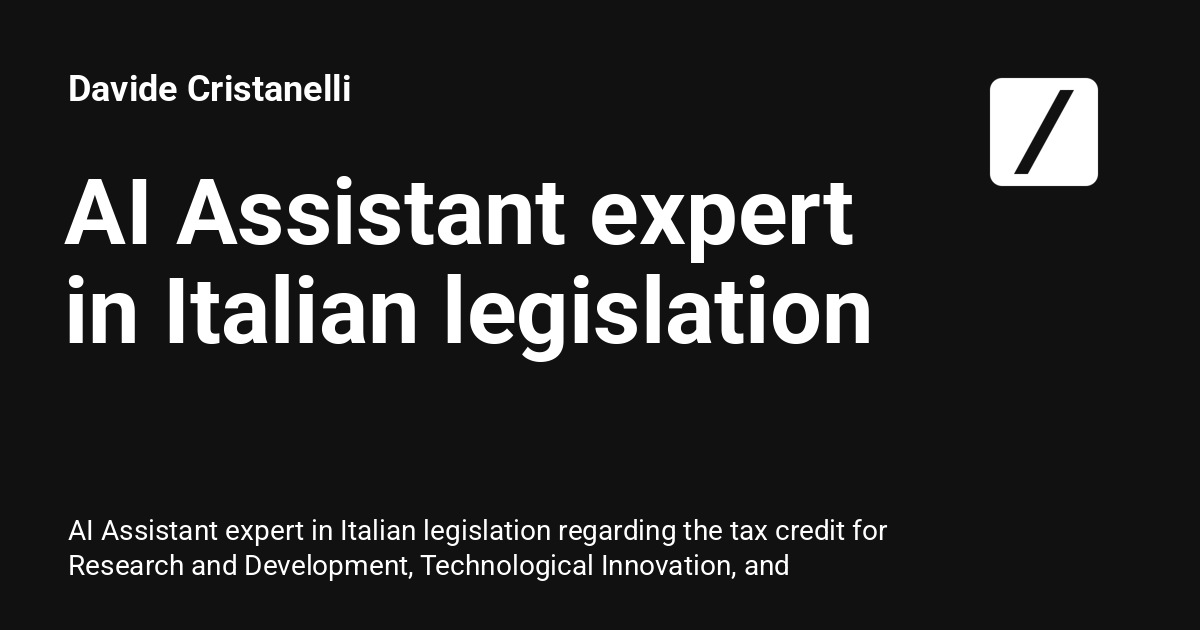 Davide Cristanelli
AI Assistant expert
in Italian legislation
AI Assistant expert in Italian legislation regarding the tax credit for
Research and Development, Technological Innovation, and